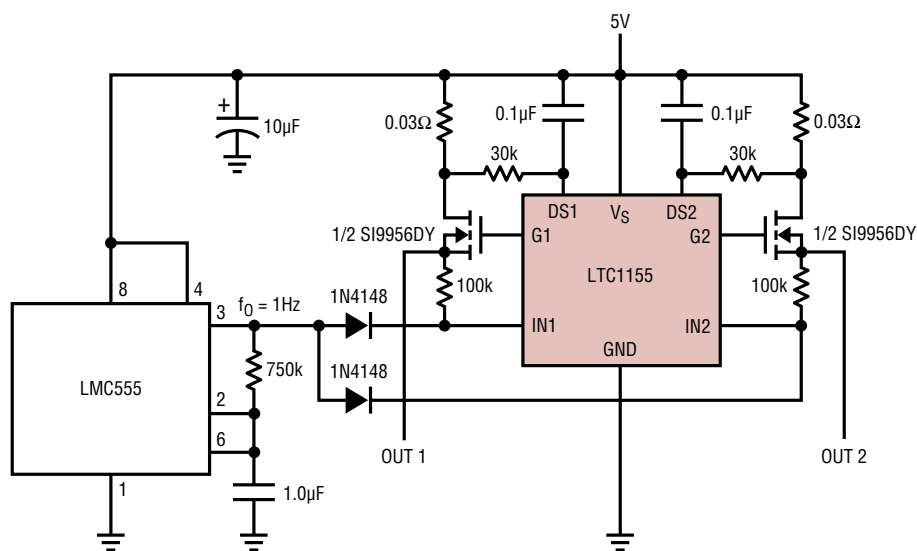 5V
+
10µF
0.03Ω
0.1µF
0.1µF
0.03Ω
30k
30k
DS1
VS
DS2
1/2 SI9956DY
G1
G2
1/2 SI9956DY
LTC1155
100k
100k
8
4
3
fO = 1Hz
1N4148
IN1
IN2
GND
LMC555
750k
1N4148
2
6
OUT 1
OUT 2
1
1.0µF